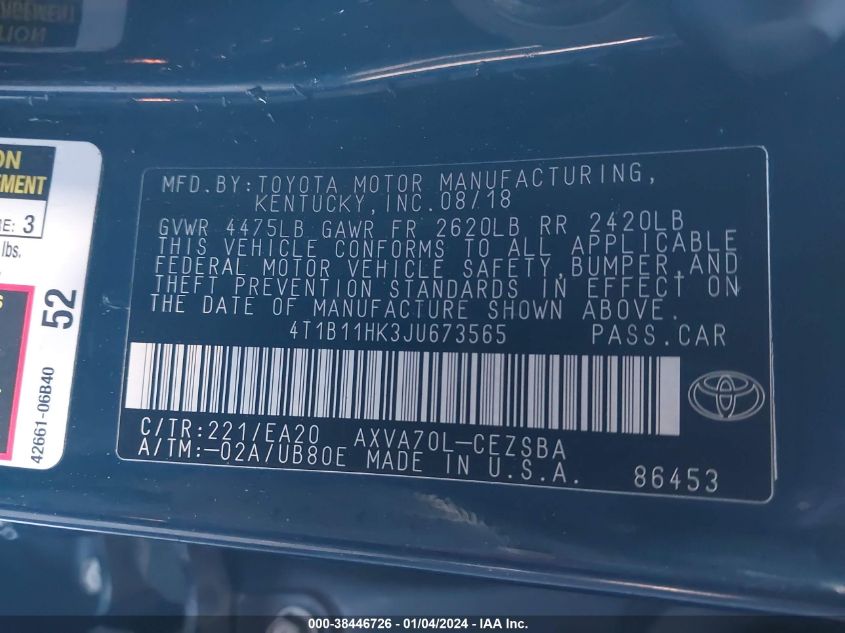 ON
EMENT
3
lbs.
52
42661-06B40
MFD.BY:TOYOTA MOTOR MANUFACTURING,
KENTUCKY,INC.08/18
GVWR 4475LB GAWR FR 2620LB RR 2420LB
THIS VEHICLE CONFORMS TO ALL APPLICABLE
FEDERAL MOTOR VEHICLE SAFETY,BUMPER,AND
THEFT PREVENTION STANDARDS IN EFFECT ON
THE DATE OF MANUFACTURE SHOWN ABOVE.
4T1B11HK3JU673565 PASS.CAR
C/TR:221/EA20 AXVA70L-CEZSBA
A/TM:-02A/UB80E MADE IN U.S.A.
86453
000-38446726 - 01/04/2024 - IAA Inc.